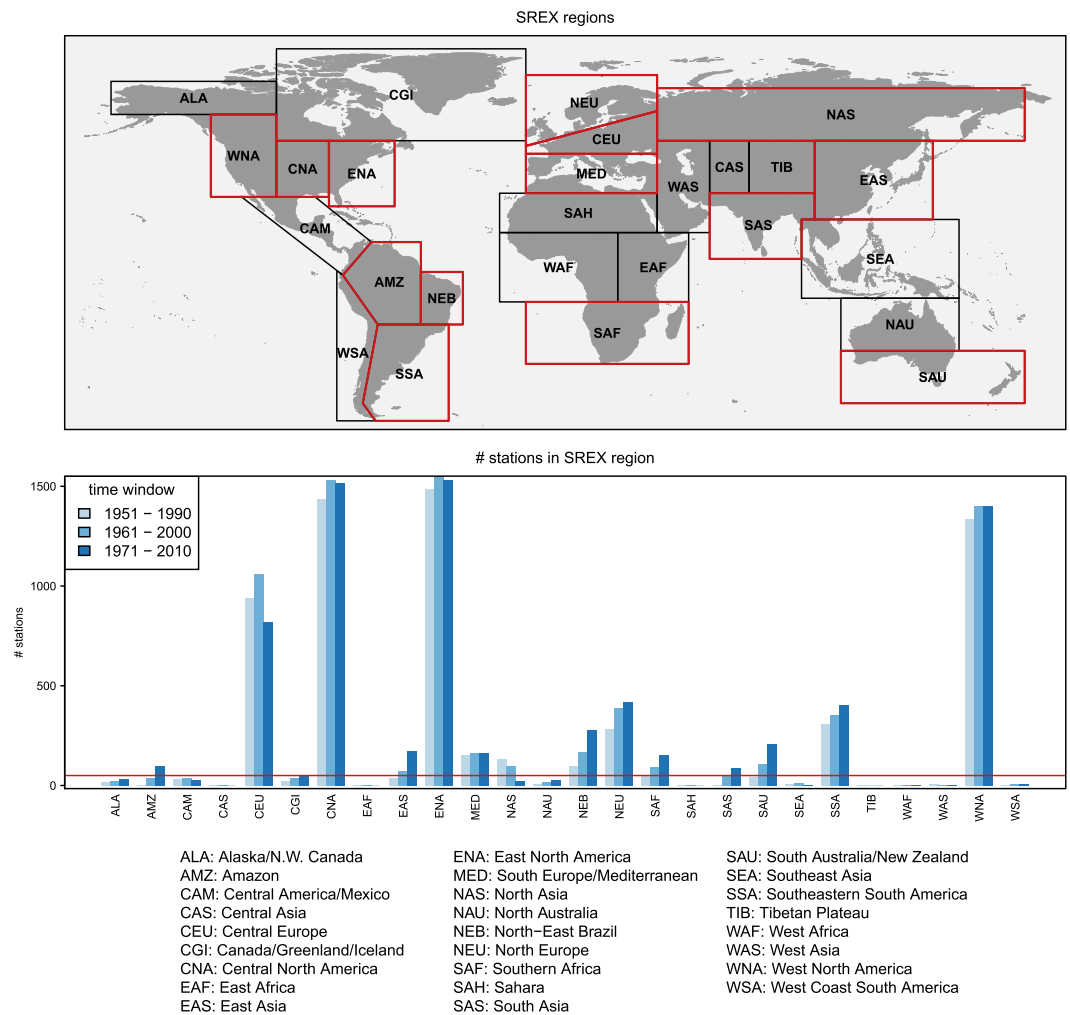 SREX regions
ALA
CGI
NEU
NAS
WNA
CNA
ENA
CEU
MED
WAS
CAS
TIB
EAS
SAH
CAM
SAS
WAF
EAF
SEA
AMZ
NEB
SAF
NAU
WSA
SSA
SAU
# stations in SREX region
time window
1951 − 1990
1961 − 2000
1971 − 2010
# stations
1500
1000
500
0
ALA AMZ CAM CAS CEU CGI CNA EAF EAS ENA MED NAS NAU NEB NEU SAF SAH SAS SAU SEA SSA TIB WAF WAS WNA WSA
ALA: Alaska/N.W. Canada
AMZ: Amazon
CAM: Central America/Mexico
CAS: Central Asia
CEU: Central Europe
CGI: Canada/Greenland/Iceland
CNA: Central North America
EAF: East Africa
EAS: East Asia
ENA: East North America
MED: South Europe/Mediterranean
NAS: North Asia
NAU: North Australia
NEB: North−East Brazil
NEU: North Europe
SAF: Southern Africa
SAH: Sahara
SAS: South Asia
SAU: South Australia/New Zealand
SEA: Southeast Asia
SSA: Southeastern South America
TIB: Tibetan Plateau
WAF: West Africa
WAS: West Asia
WNA: West North America
WSA: West Coast South America